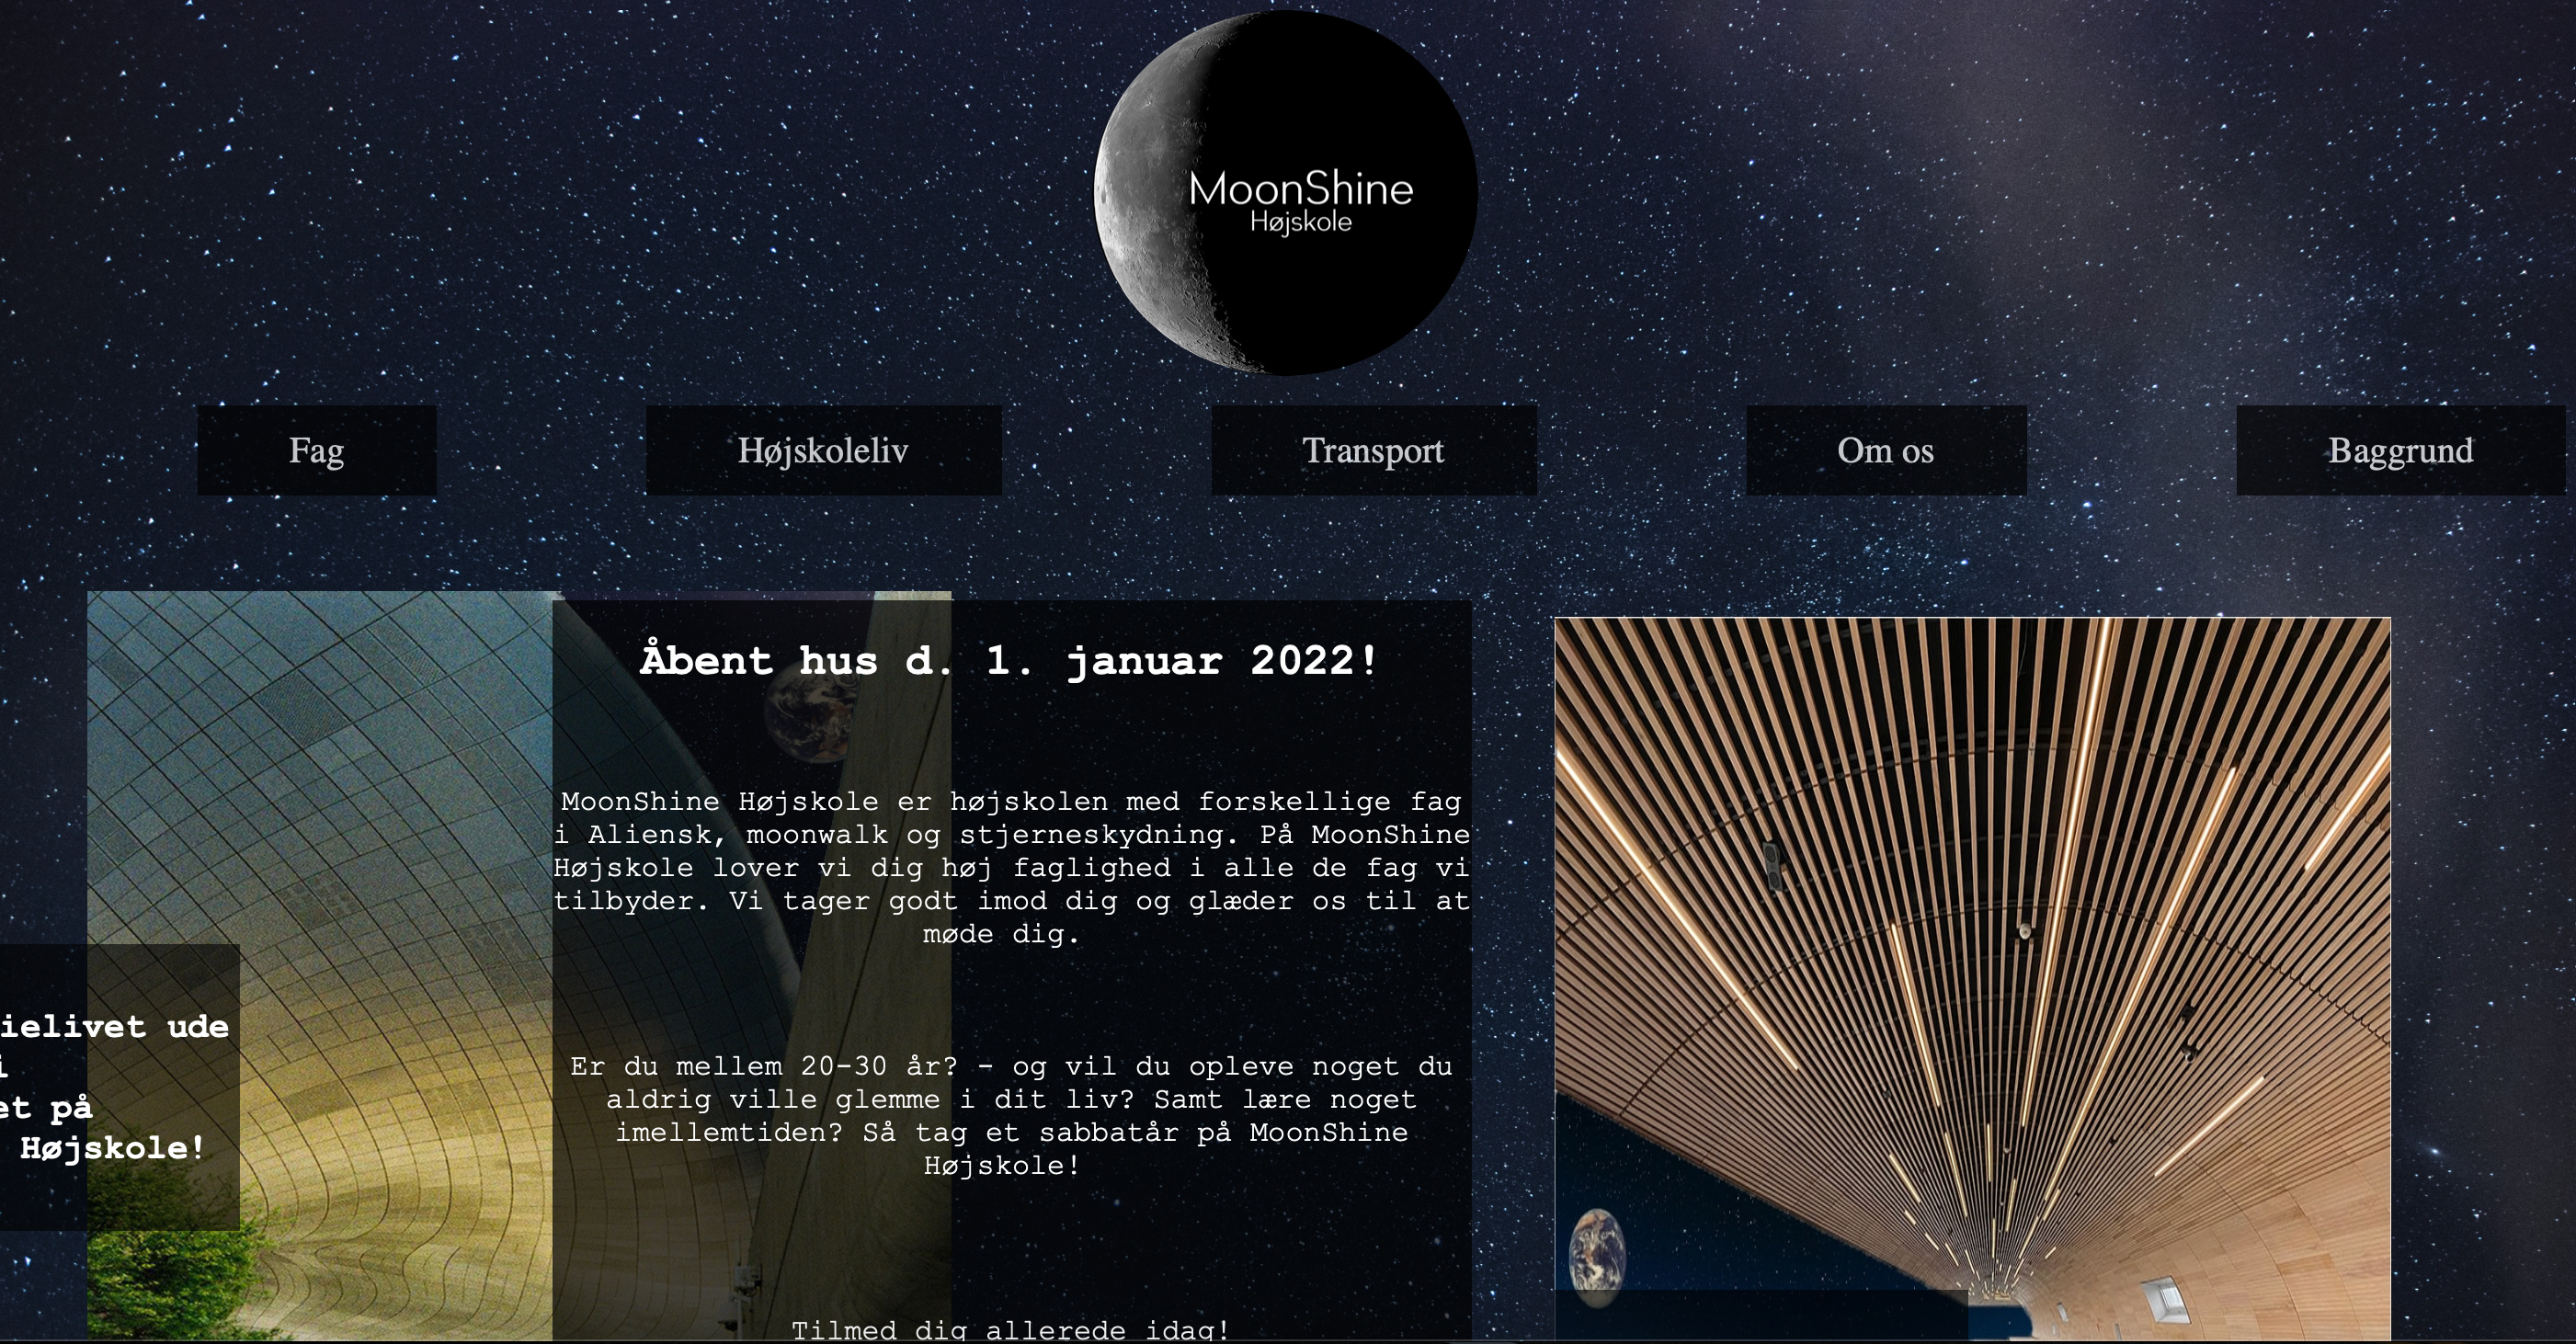 MoonShine
Højskole
Fag
Højskoleliv
Transport
Om os
Baggrund
Åbent hus d. 1. januar 2022!
MoonShine Højskole er højskolen med forskellige fag
i Aliensk, moonwalk og stjerneskydning. På MoonShine
Højskole lover vi dig høj faglighed i alle de fag vi
tilbyder. Vi tager godt imod dig og glæder os til at
møde dig.
ielivet ude
i
et på
Højskole!
Er du mellem 20-30 år? - og vil du opleve noget du
aldrig ville glemme i dit liv? Samt lære noget
imellemtiden? Så tag et sabbatår på MoonShine
Højskole!
Tilmed dig allerede idag!